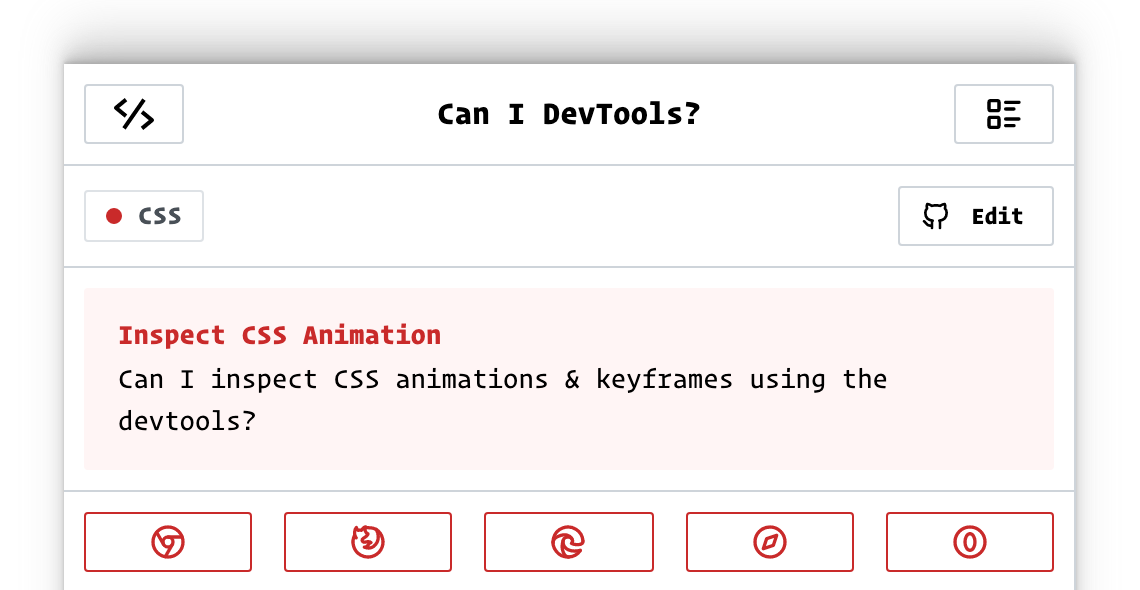 Can I DevTools?
CSS
Edit
Inspect CSS Animation
Can I inspect CSS animations & keyframes using the
devtools?